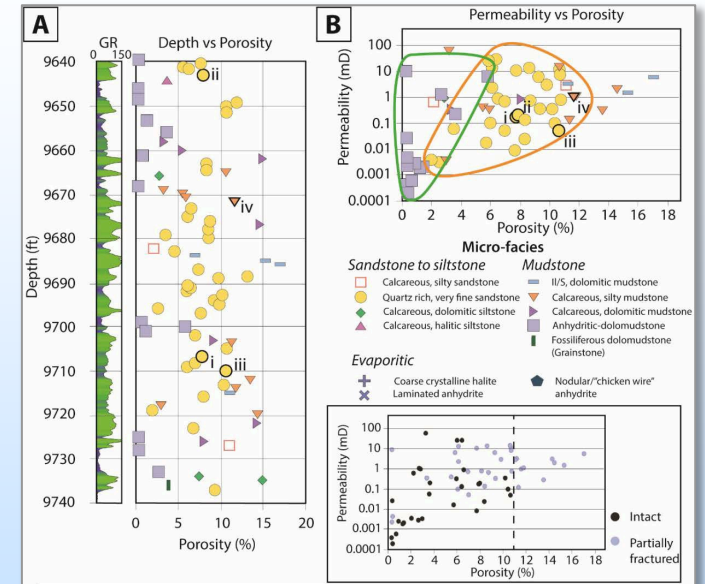 A
GR
0 150
Depth vs Porosity
9640
9650
9660
9670
9680
9690
9700
9710
9720
9730
9740
Depth (ft)
ii
iv
i
iii
0 5 10 15 20
Porosity (%)
B
Permeability vs Porosity
Permeability (mD)
100
10
1
0.1
0.01
0.001
0.0001
i
ii
iii
iv
0 2 4 6 8 10 12 14 16 18
Porosity (%)
Micro-facies
Sandstone to siltstone
Calcareous, silty sandstone
Quartz rich, very fine sandstone
Calcareous, dolomitic siltstone
Calcareous, halitic siltstone
Mudstone
Il/S, dolomitic mudstone
Calcareous, silty mudstone
Calcareous, dolomitic mudstone
Anhydritic-dolomudstone
Fossiliferous dolomudstone
(Grainstone)
Evaporitic
Coarse crystalline halite
Laminated anhydrite
Nodular/"chicken wire"
anhydrite
Permeability (mD)
100
10
1
0.1
0.01
0.001
0.0001
0 2 4 6 8 10 12 14 16 18
Porosity (%)
Intact
Partially
fractured